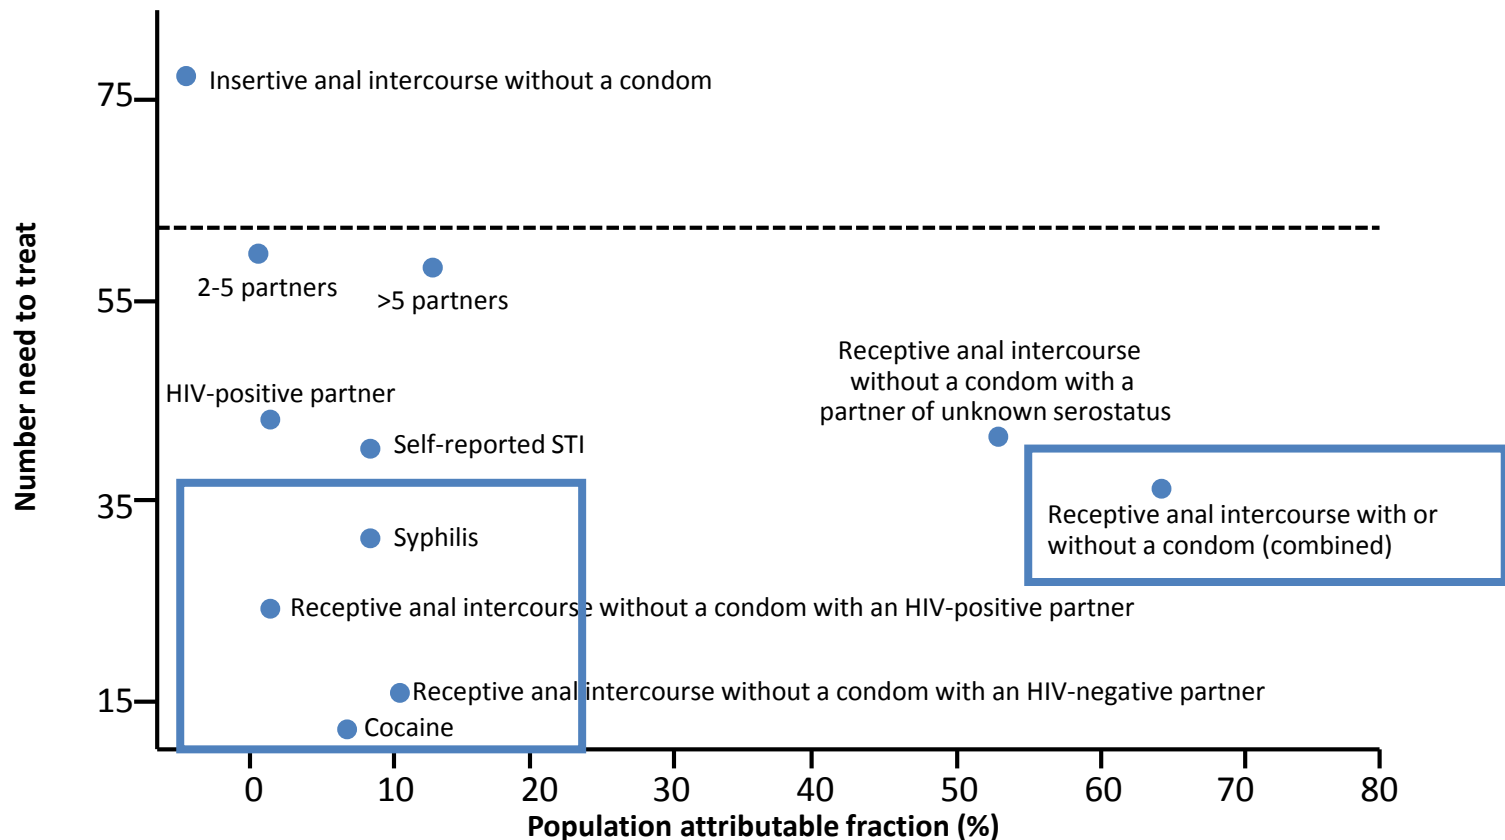 Number need to treat
75
55
35
15
Insertive anal intercourse without a condom
2-5 partners
>5 partners
HIV-positive partner
Self-reported STI
Receptive anal intercourse
without a condom with a
partner of unknown serostatus
Receptive anal intercourse with or
without a condom (combined)
Syphilis
Receptive anal intercourse without a condom with an HIV-positive partner
Receptive anal intercourse without a condom with an HIV-negative partner
Cocaine
0 10 20 30 40 50 60 70 80
Population attributable fraction (%)